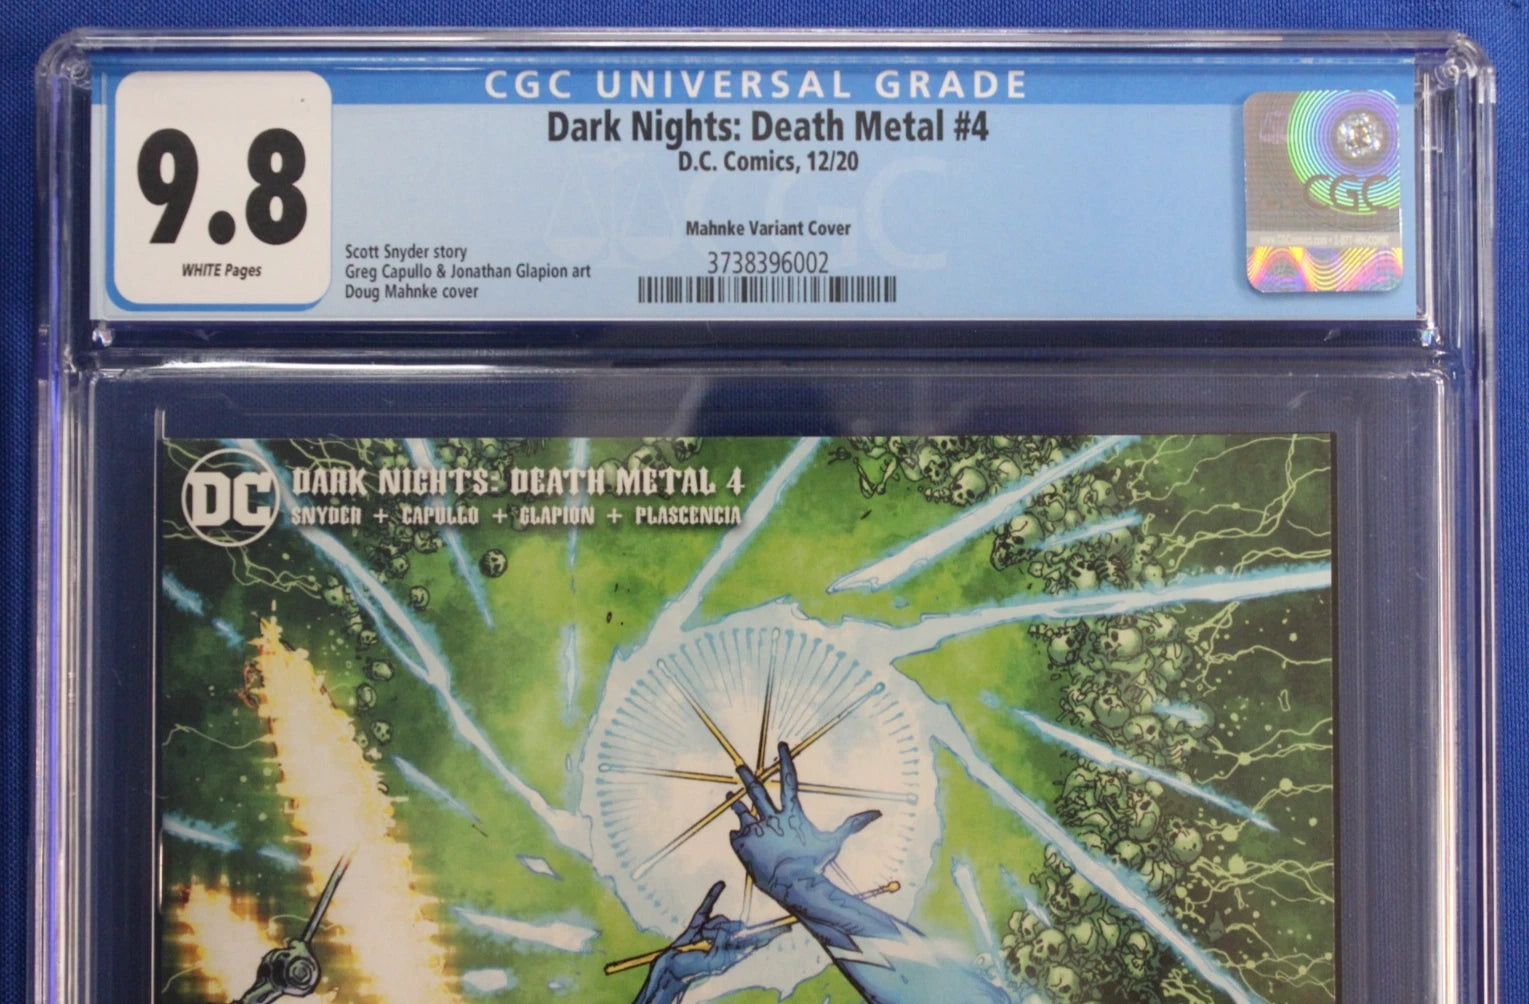 CGC UNIVERSAL GRADE
9.8
WHITE Pages
Dark Nights: Death Metal #4
D.C. Comics, 12/20
Mahnke Variant Cover
Scott Snyder story
Greg Capullo & Jonathan Glapion art
Doug Mahnke cover
3738396002
CGC
CGC
DC
DARK NIGHTS: DEATH METAL 4
SNYDER + CAPULLO + GLAPION + PLASCENCIA